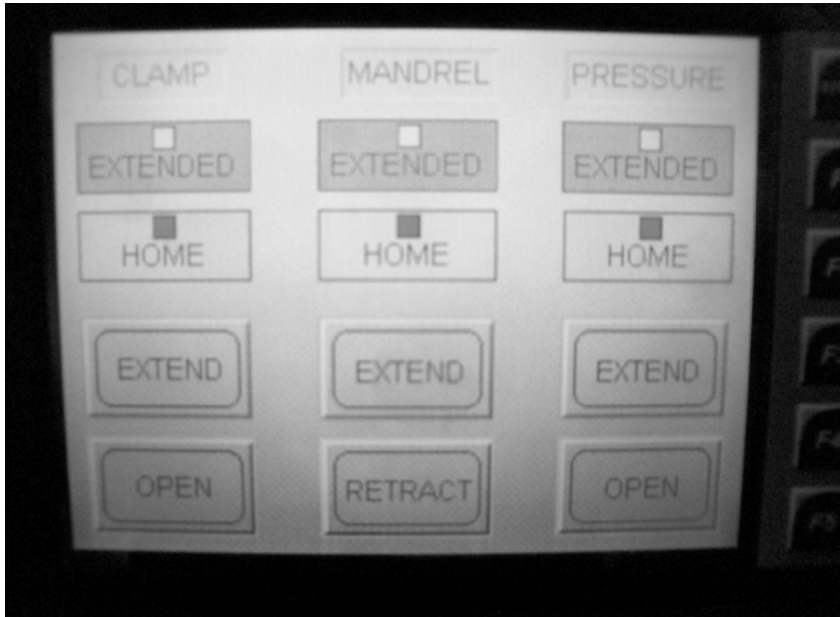 CLAMP MANDREL PRESSURE
EXTENDED EXTENDED EXTENDED
HOME HOME HOME
EXTEND EXTEND EXTEND
OPEN RETRACT OPEN